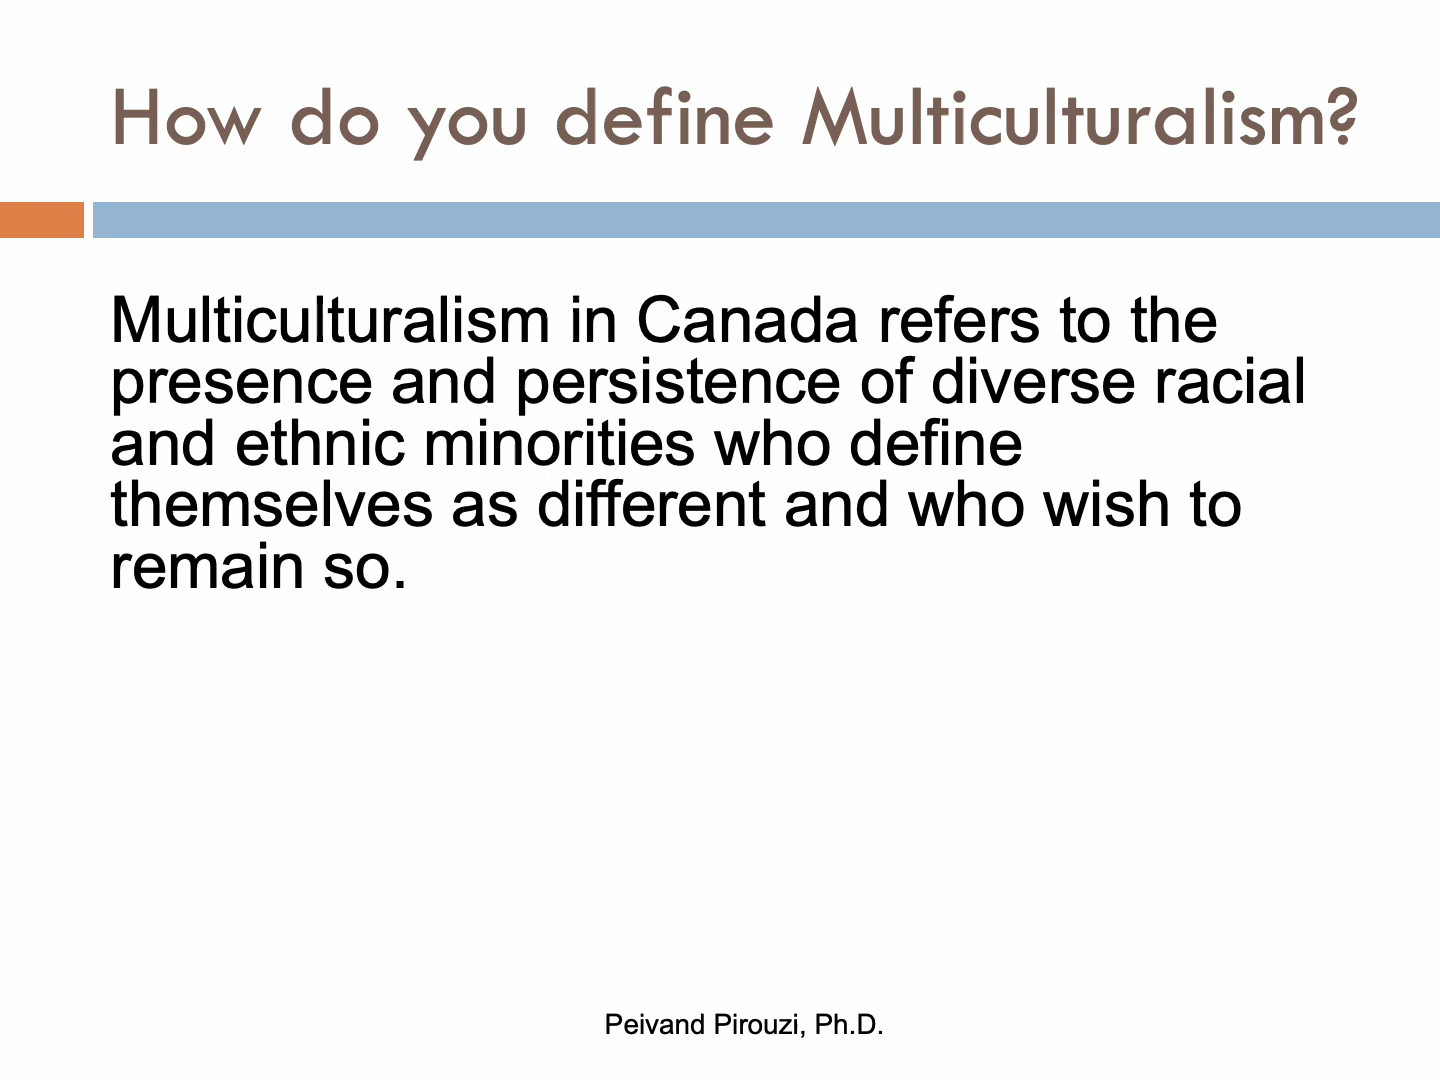 How do you define Multiculturalism?
Multiculturalism in Canada refers to the
presence and persistence of diverse racial
and ethnic minorities who define
themselves as different and who wish to
remain so.
Peivand Pirouzi, Ph.D.